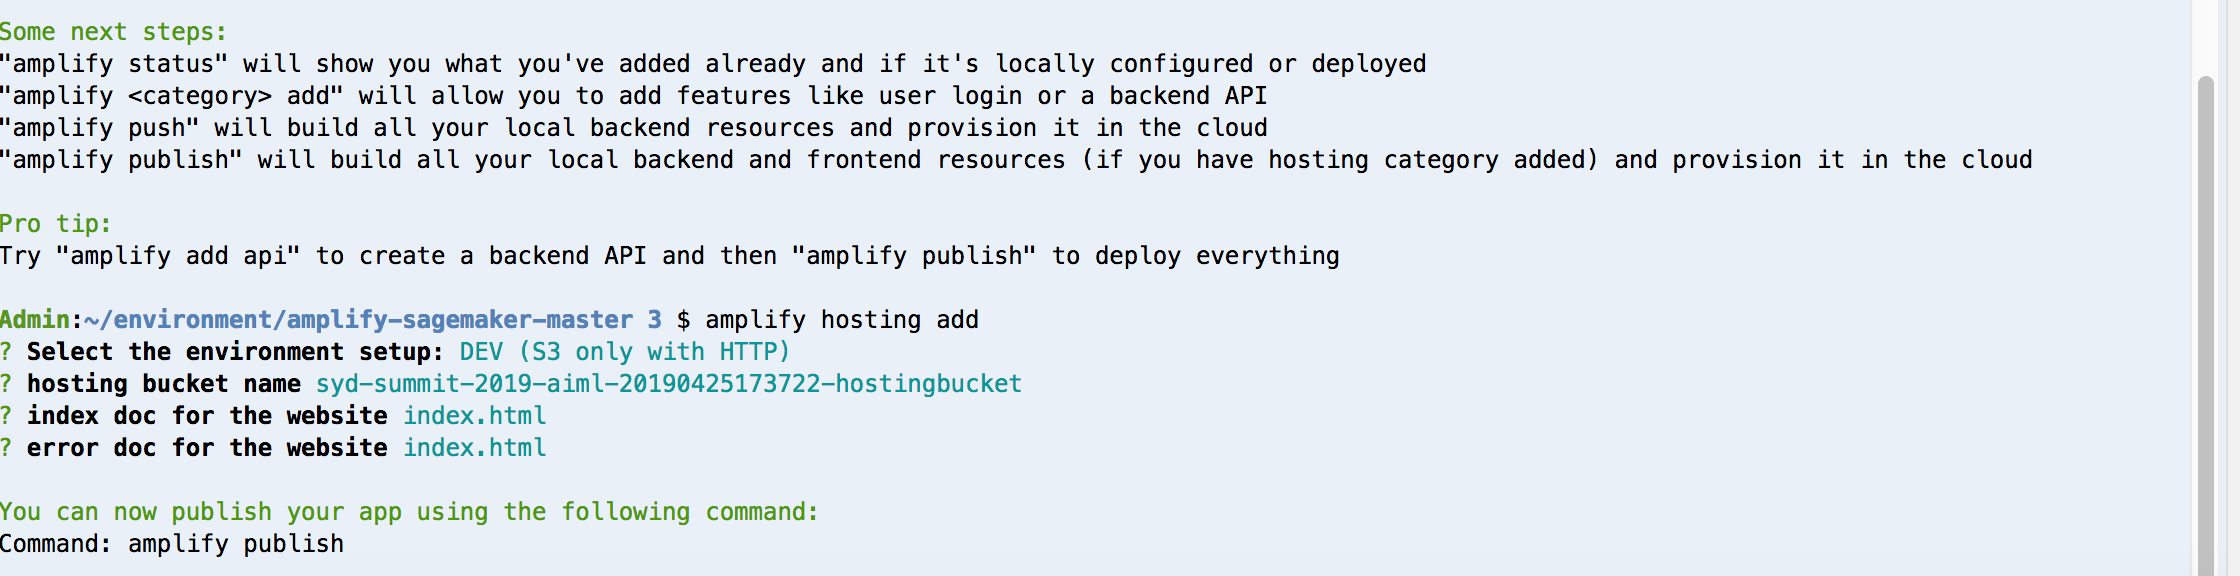 Some next steps:
"amplify status" will show you what you've added already and if it's locally configured or deployed
"amplify <category> add" will allow you to add features like user login or a backend API
"amplify push" will build all your local backend resources and provision it in the cloud
"amplify publish" will build all your local backend and frontend resources (if you have hosting category added) and provision it in the cloud
Pro tip:
Try "amplify add api" to create a backend API and then "amplify publish" to deploy everything
Admin:~/environment/amplify-sagemaker-master 3 $ amplify hosting add
? Select the environment setup: DEV (S3 only with HTTP)
? hosting bucket name syd-summit-2019-aiml-20190425173722-hostingbucket
? index doc for the website index.html
? error doc for the website index.html
You can now publish your app using the following command:
Command: amplify publish